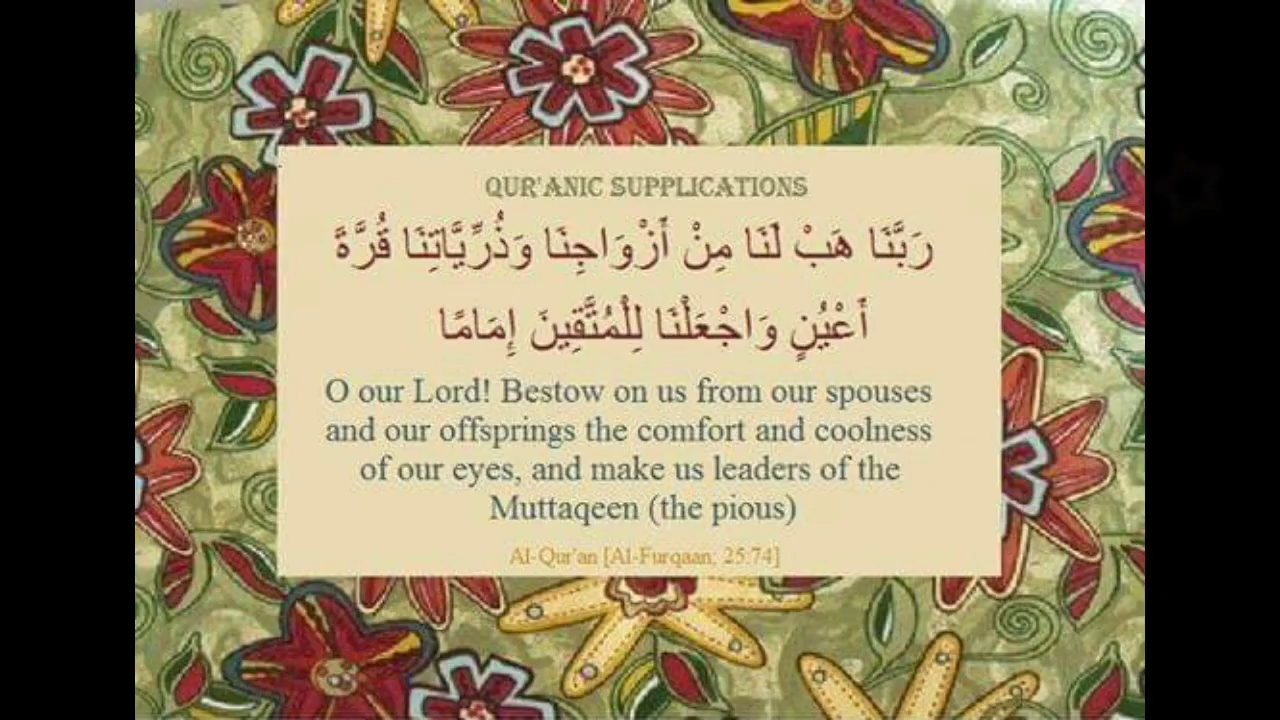 QUR'ANIC SUPPLICATIONS
رَبَّنَا هَبْ لَنَا مِنْ أَزْوَاجِنَا وَذُرِّيَّاتِنَا قُرَّةَ
أَعْيُنٍ وَاجْعَلْنَا لِلْمُتَّقِينَ إِمَامًا
O our Lord! Bestow on us from our spouses
and our offsprings the comfort and coolness
of our eyes, and make us leaders of the
Muttaqeen (the pious)
Al-Qur'an [Al-Furqaan; 25:74]